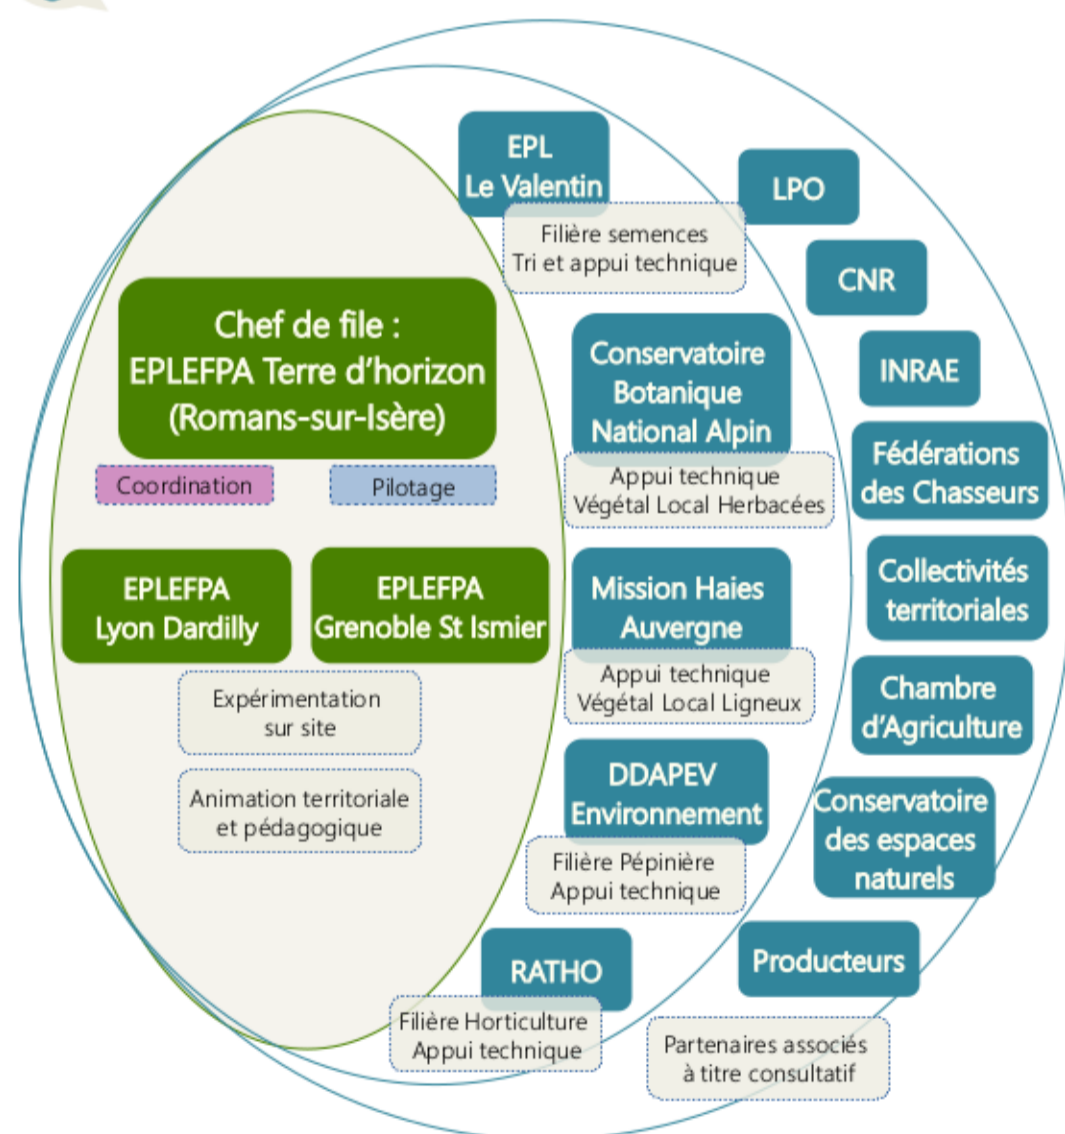 Chef de file :
EPLEFPA Terre d'horizon
(Romans-sur-Isère)
Coordination
Pilotage
EPLEFPA
Lyon Dardilly
EPLEFPA
Grenoble St Ismier
Expérimentation
sur site
Animation territoriale
et pédagogique
EPL
Le Valentin
Filière semences
Tri et appui technique
Conservatoire
Botanique
National Alpin
Appui technique
Végétal Local Herbacées
Mission Haies
Auvergne
Appui technique
Végétal Local Ligneux
DDAPEV
Environnement
Filière Pépinière
Appui technique
RATHO
Filière Horticulture
Appui technique
LPO
CNR
INRAE
Fédérations
des Chasseurs
Collectivités
territoriales
Chambre
d'Agriculture
Conservatoire
des espaces
naturels
Producteurs
Partenaires associés
à titre consultatif